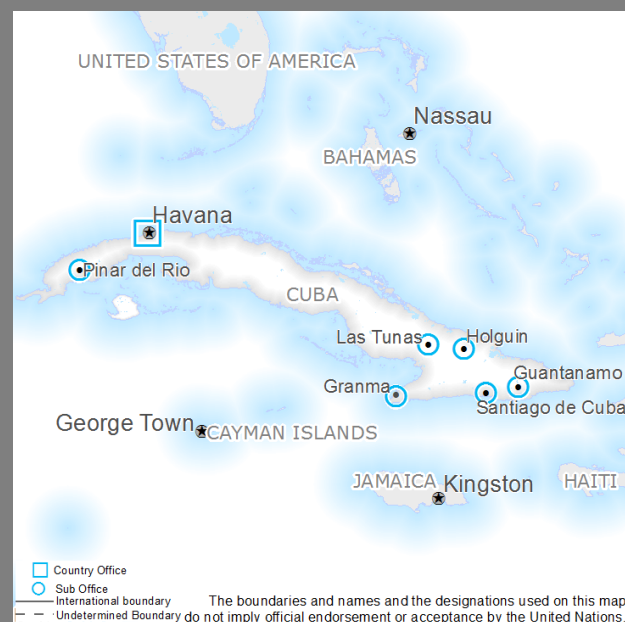 UNITED STATES OF AMERICA
Nassau
BAHAMAS
Havana
Pinar del Rio
CUBA
Las Tunas
Holguin
Guantanamo
Granma
Santiago de Cuba
George Town
CAYMAN ISLANDS
JAMAICA
Kingston
HAITI
Country Office
Sub Office
International boundary
Undetermined Boundary
The boundaries and names and the designations used on this map
do not imply official endorsement or acceptance by the United Nations.